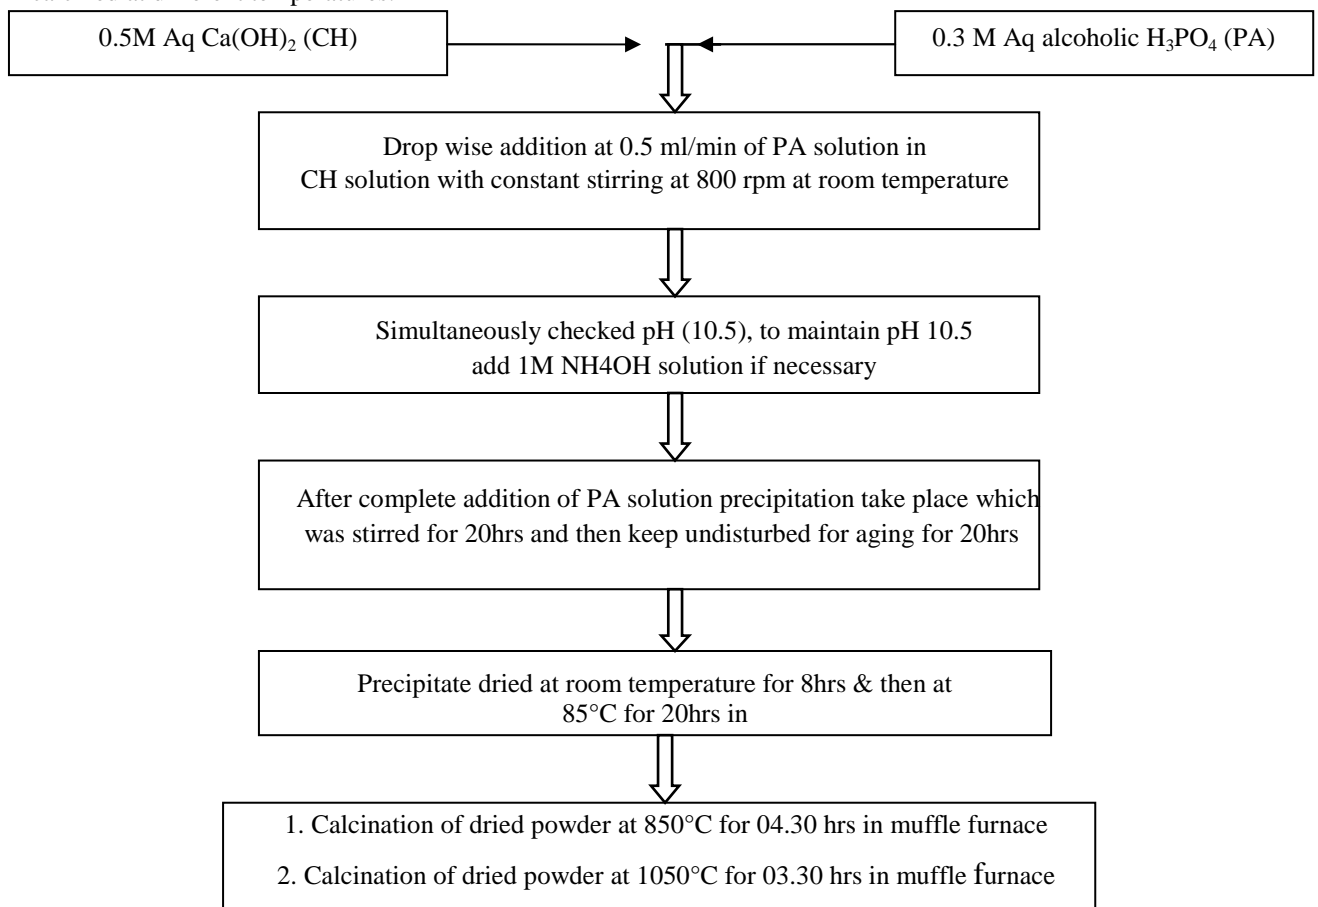 0.5M Aq Ca(OH)₂ (CH)
0.3 M Aq alcoholic H₃PO₄ (PA)
Drop wise addition at 0.5 ml/min of PA solution in
CH solution with constant stirring at 800 rpm at room temperature
Simultaneously checked pH (10.5), to maintain pH 10.5
add 1M NH4OH solution if necessary
After complete addition of PA solution precipitation take place which
was stirred for 20hrs and then keep undisturbed for aging for 20hrs
Precipitate dried at room temperature for 8hrs & then at
85°C for 20hrs in
1. Calcination of dried powder at 850°C for 04.30 hrs in muffle furnace
2. Calcination of dried powder at 1050°C for 03.30 hrs in muffle furnace